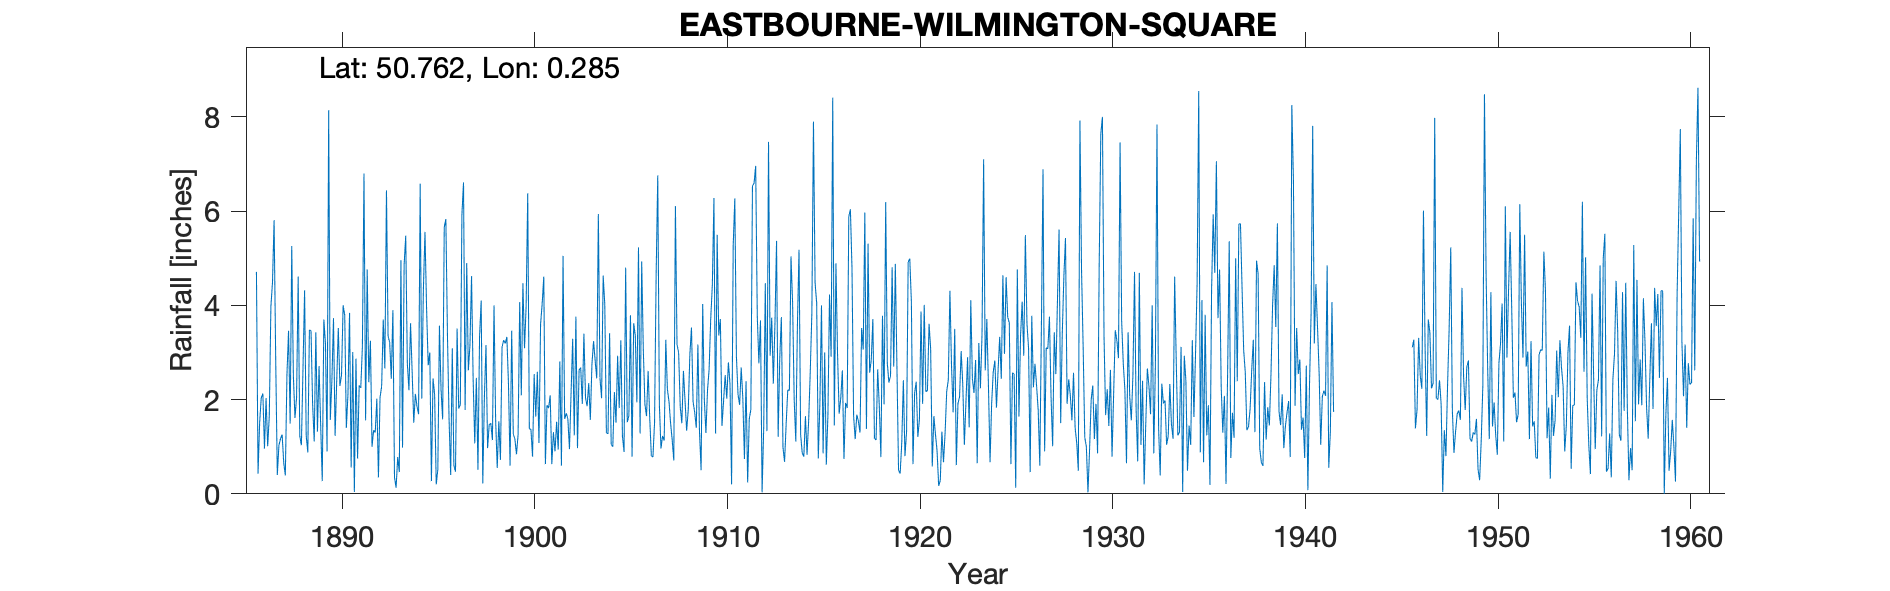 EASTBOURNE-WILMINGTON-SQUARE
Lat: 50.762, Lon: 0.285
Rainfall [inches]
8
6
4
2
0
1890 1900 1910 1920 1930 1940 1950 1960
Year